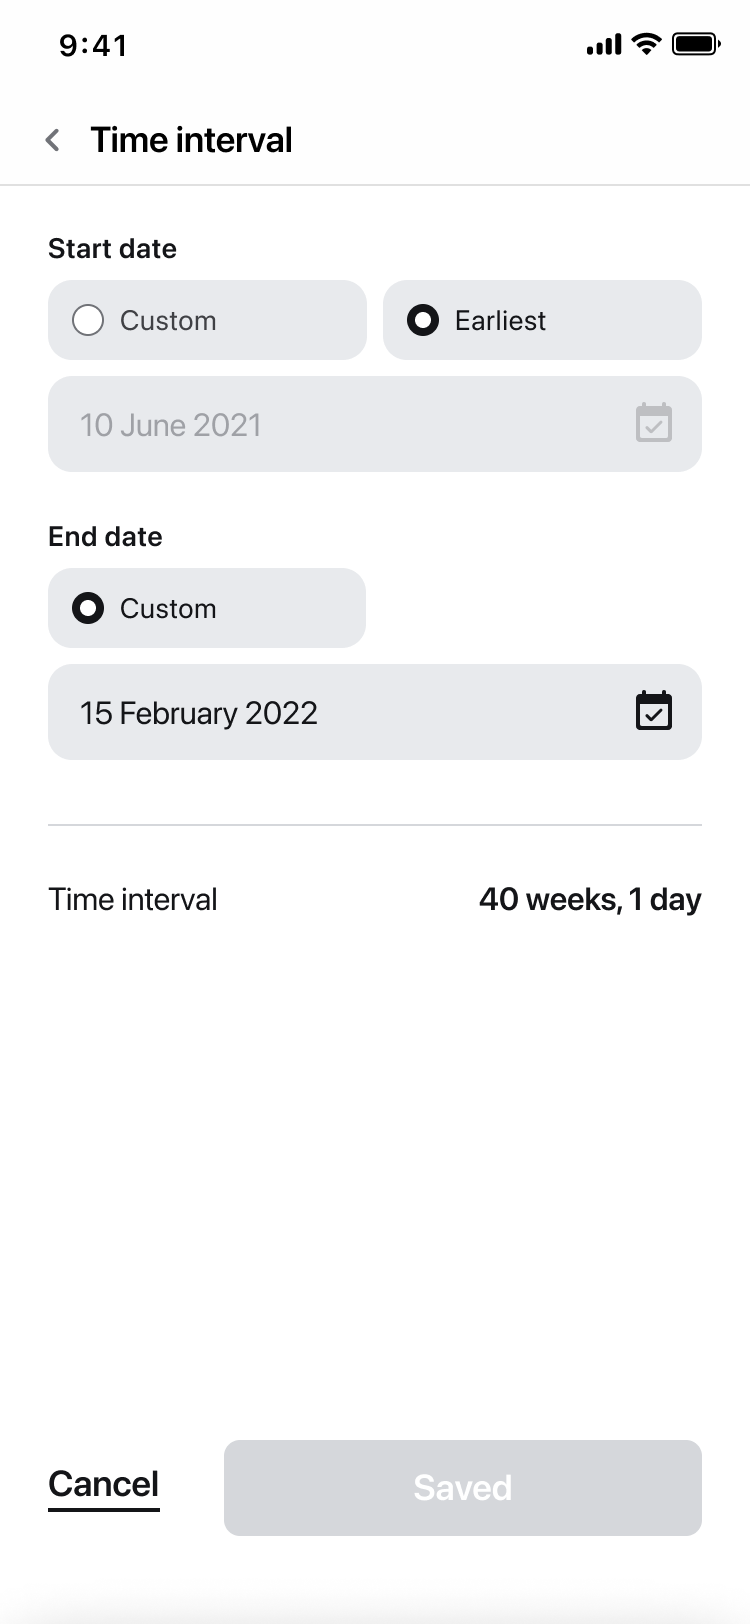 9:41
Time interval
Start date
Custom
Earliest
10 June 2021
End date
Custom
15 February 2022
Time interval
40 weeks, 1 day
Cancel
Saved